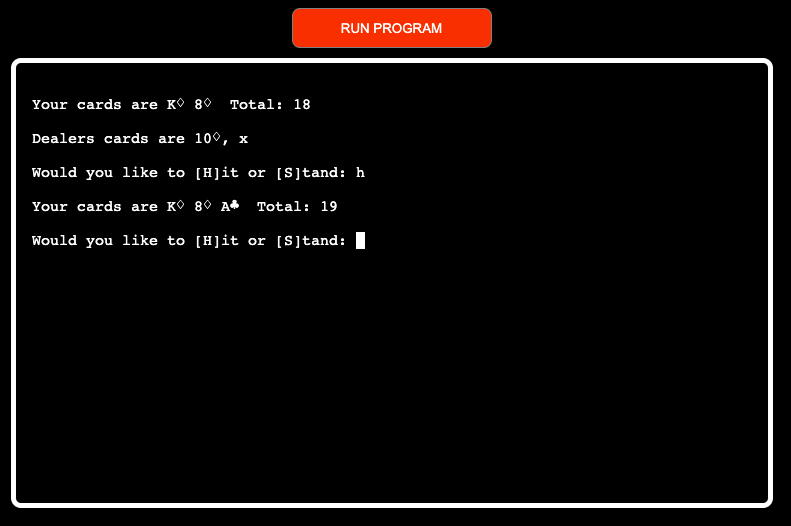 RUN PROGRAM
Your cards are K♢ 8♢  Total: 18
Dealers cards are 10♢, x
Would you like to [H]it or [S]tand: h
Your cards are K♢ 8♢ A♣  Total: 19
Would you like to [H]it or [S]tand: